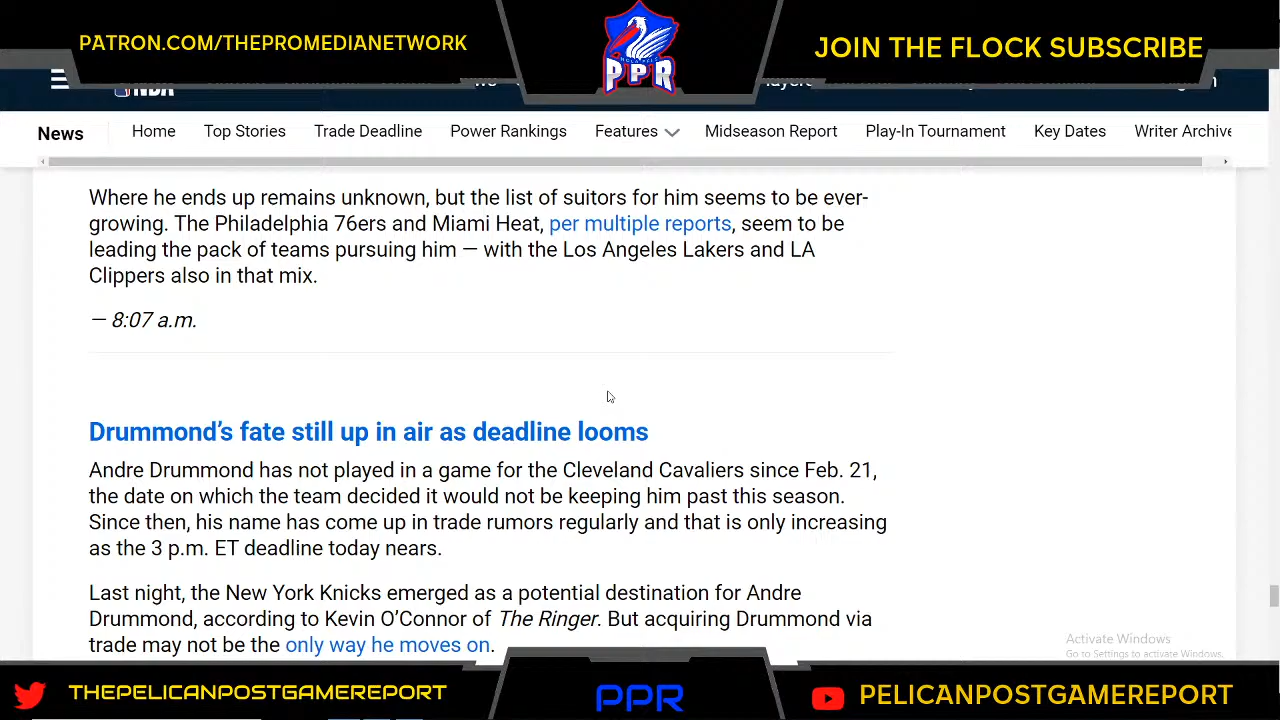 PATRON.COM/THEPROMEDIANETWORK
PPR
JOIN THE FLOCK SUBSCRIBE
News
Home
Top Stories
Trade Deadline
Power Rankings
Features
Midseason Report
Play-In Tournament
Key Dates
Writer Archive
Where he ends up remains unknown, but the list of suitors for him seems to be ever-
growing. The Philadelphia 76ers and Miami Heat, per multiple reports, seem to be
leading the pack of teams pursuing him — with the Los Angeles Lakers and LA
Clippers also in that mix.
— 8:07 a.m.
Drummond’s fate still up in air as deadline looms
Andre Drummond has not played in a game for the Cleveland Cavaliers since Feb. 21,
the date on which the team decided it would not be keeping him past this season.
Since then, his name has come up in trade rumors regularly and that is only increasing
as the 3 p.m. ET deadline today nears.
Last night, the New York Knicks emerged as a potential destination for Andre
Drummond, according to Kevin O’Connor of The Ringer. But acquiring Drummond via
trade may not be the only way he moves on.
Activate Windows
Go to Settings to activate Windows.
THEPELICANPOSTGAMEREPORT
PPR
PELICANPOSTGAMEREPORT